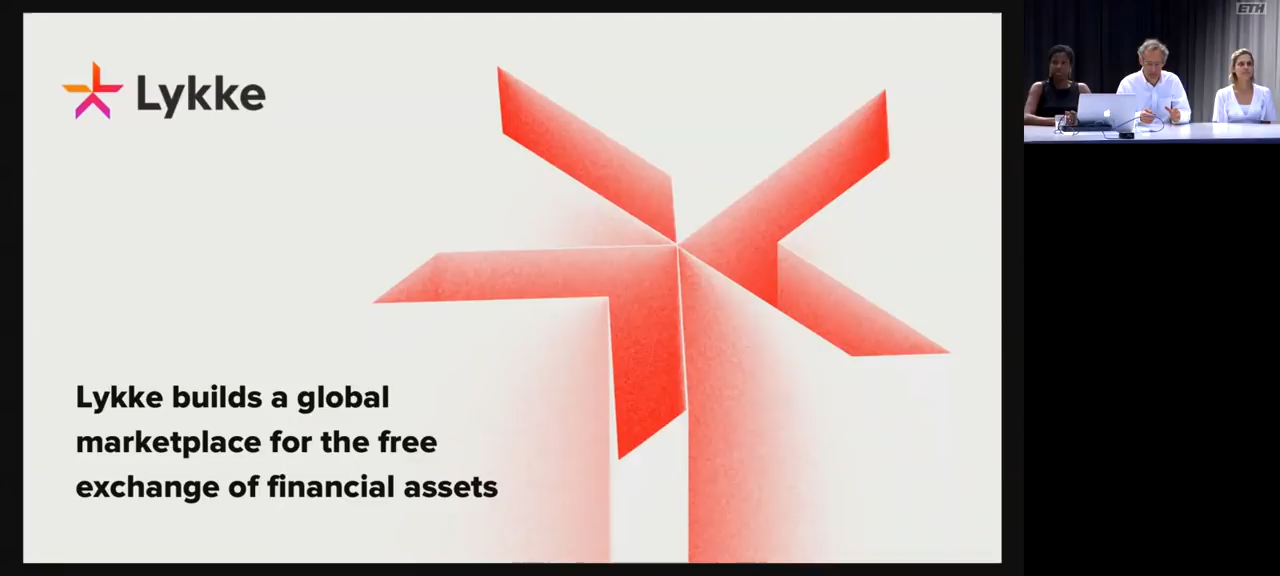 Lykke
Lykke builds a global
marketplace for the free
exchange of financial assets
ETH